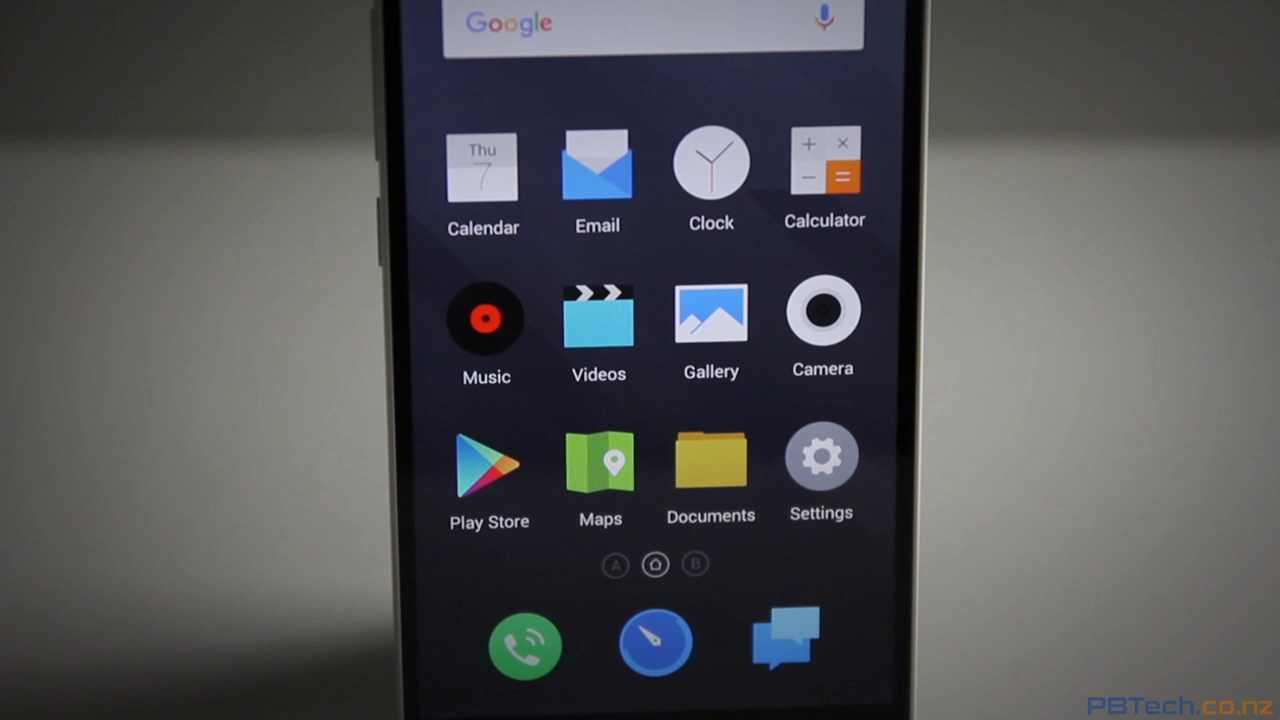 Google
Thu
7
Calendar Email Clock Calculator
Music Videos Gallery Camera
Play Store Maps Documents Settings
A B
PBTech.co.nz